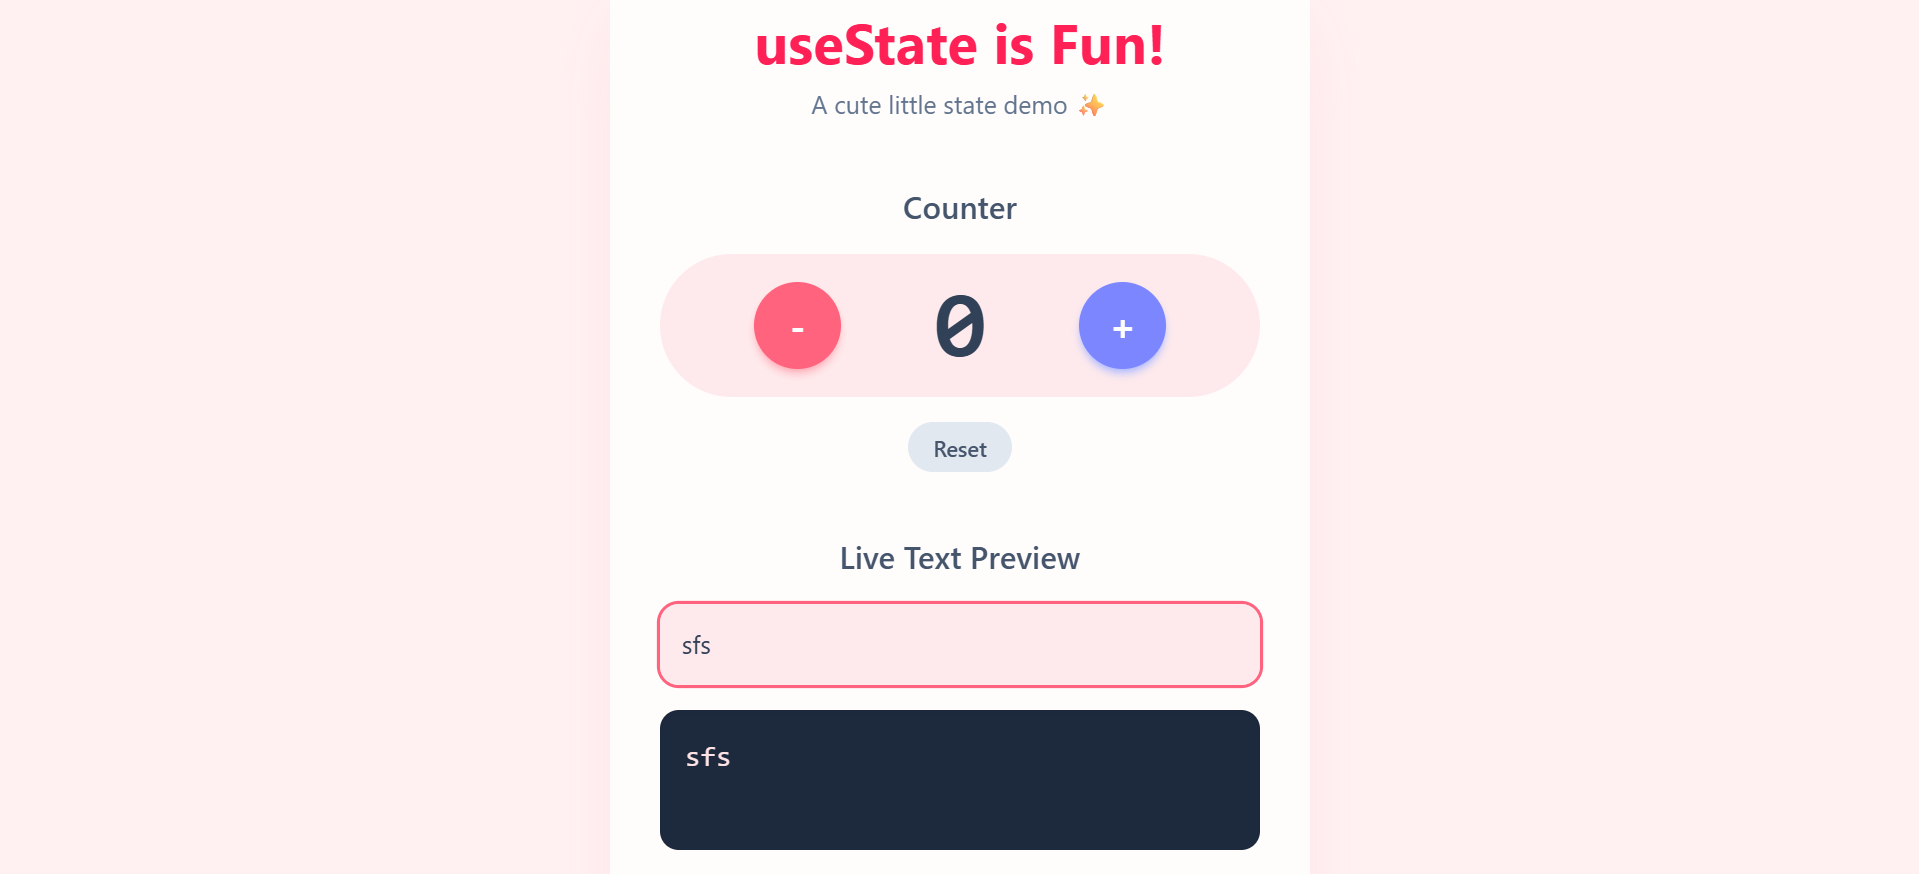 useState is Fun!
A cute little state demo ✨
Counter
- 0 +
Reset
Live Text Preview
sfs
sfs